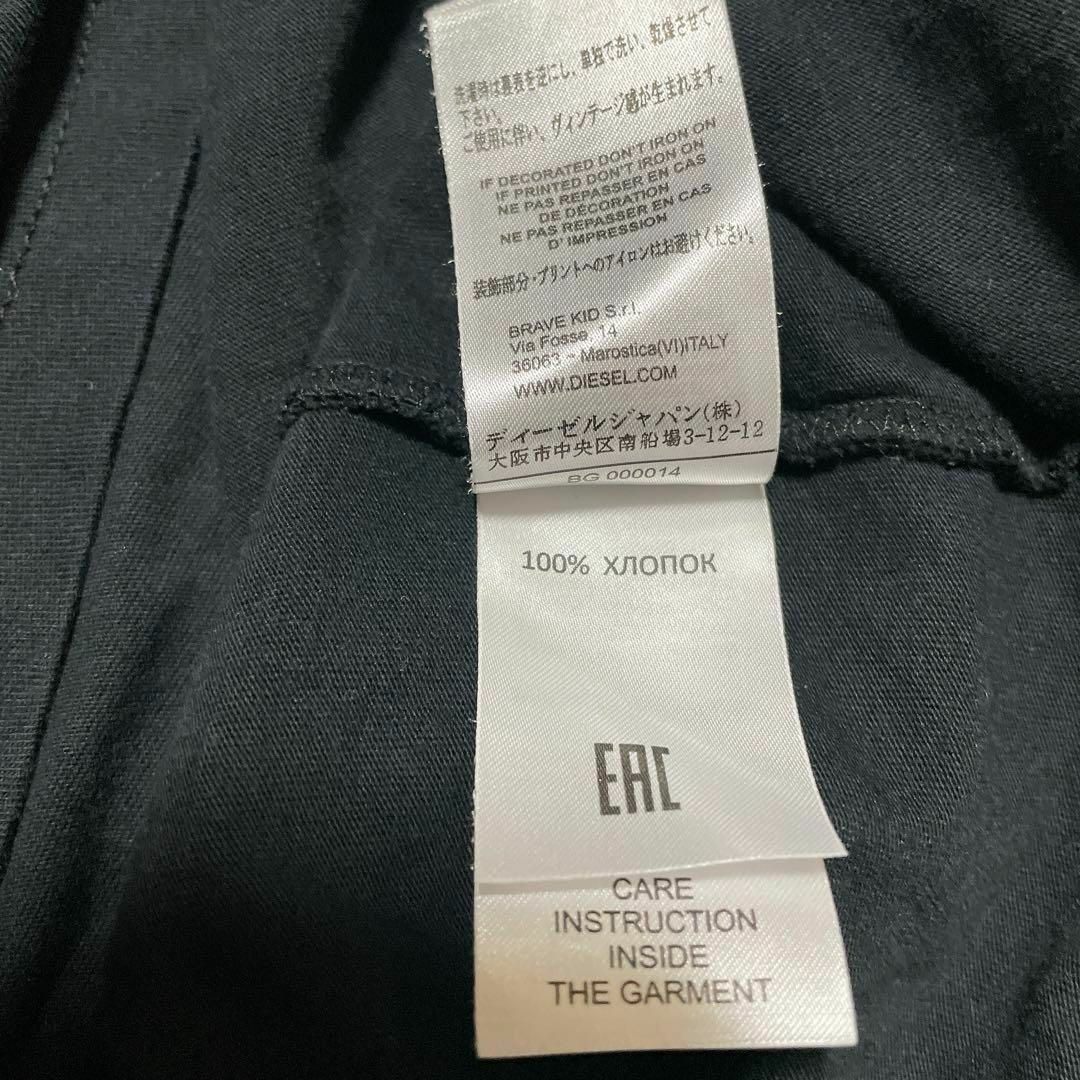 洗濯時は裏表を逆にし、単独で洗い、乾燥させて
下さい。
ご使用に伴い、ヴィンテージ感が生まれます。
IF DECORATED DON'T IRON ON
IF PRINTED DON'T IRON ON
NE PAS REPASSER EN CAS
DE DÉCORATION
NE PAS REPASSER EN CAS
D'IMPRESSION
装飾部分・プリントへのアイロンはお避けください。
BRAVE KID S.r.l.
Via Fosse, 14
36063 - Marostica(VI)ITALY
WWW.DIESEL.COM
ディーゼルジャパン(株)
大阪市中央区南船場3-12-12
BG 000014
100% ХЛОПОК
EAC
CARE
INSTRUCTION
INSIDE
THE GARMENT